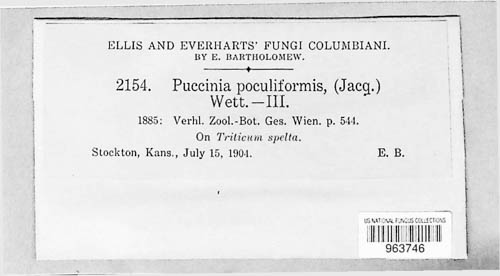 ELLIS AND EVERHARTS' FUNGI COLUMBIANI.
BY E. BARTHOLOMEW.
2154. Puccinia poculiformis, (Jacq.)
Wett.—III.
1885: Verhl. Zool.-Bot. Ges. Wien. p. 544.
On Triticum spelta.
Stockton, Kans., July 15, 1904. E. B.
US NATIONAL FUNGUS COLLECTIONS
963746